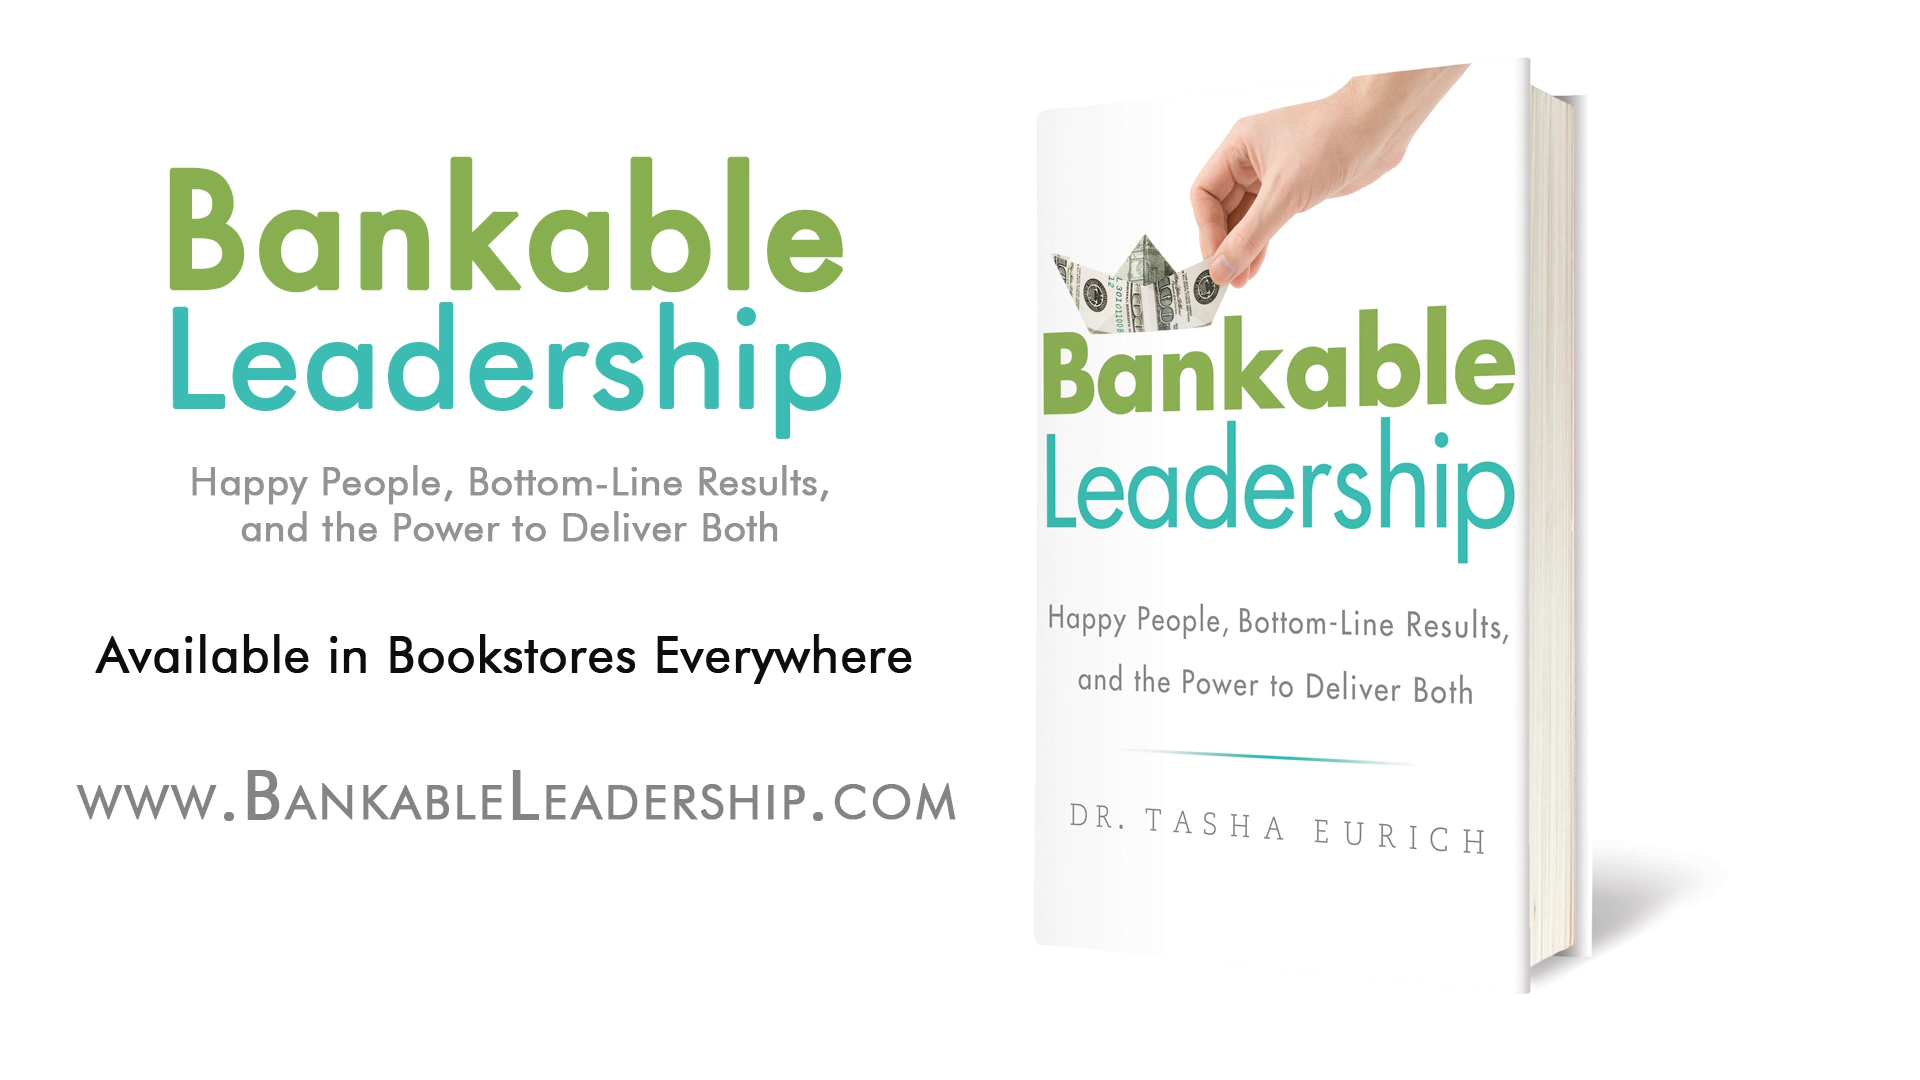 Bankable
Leadership
Happy People, Bottom-Line Results,
and the Power to Deliver Both
Available in Bookstores Everywhere
www.BankableLeadership.com
Bankable
Leadership
Happy People, Bottom-Line Results,
and the Power to Deliver Both
DR. TASHA EURICH